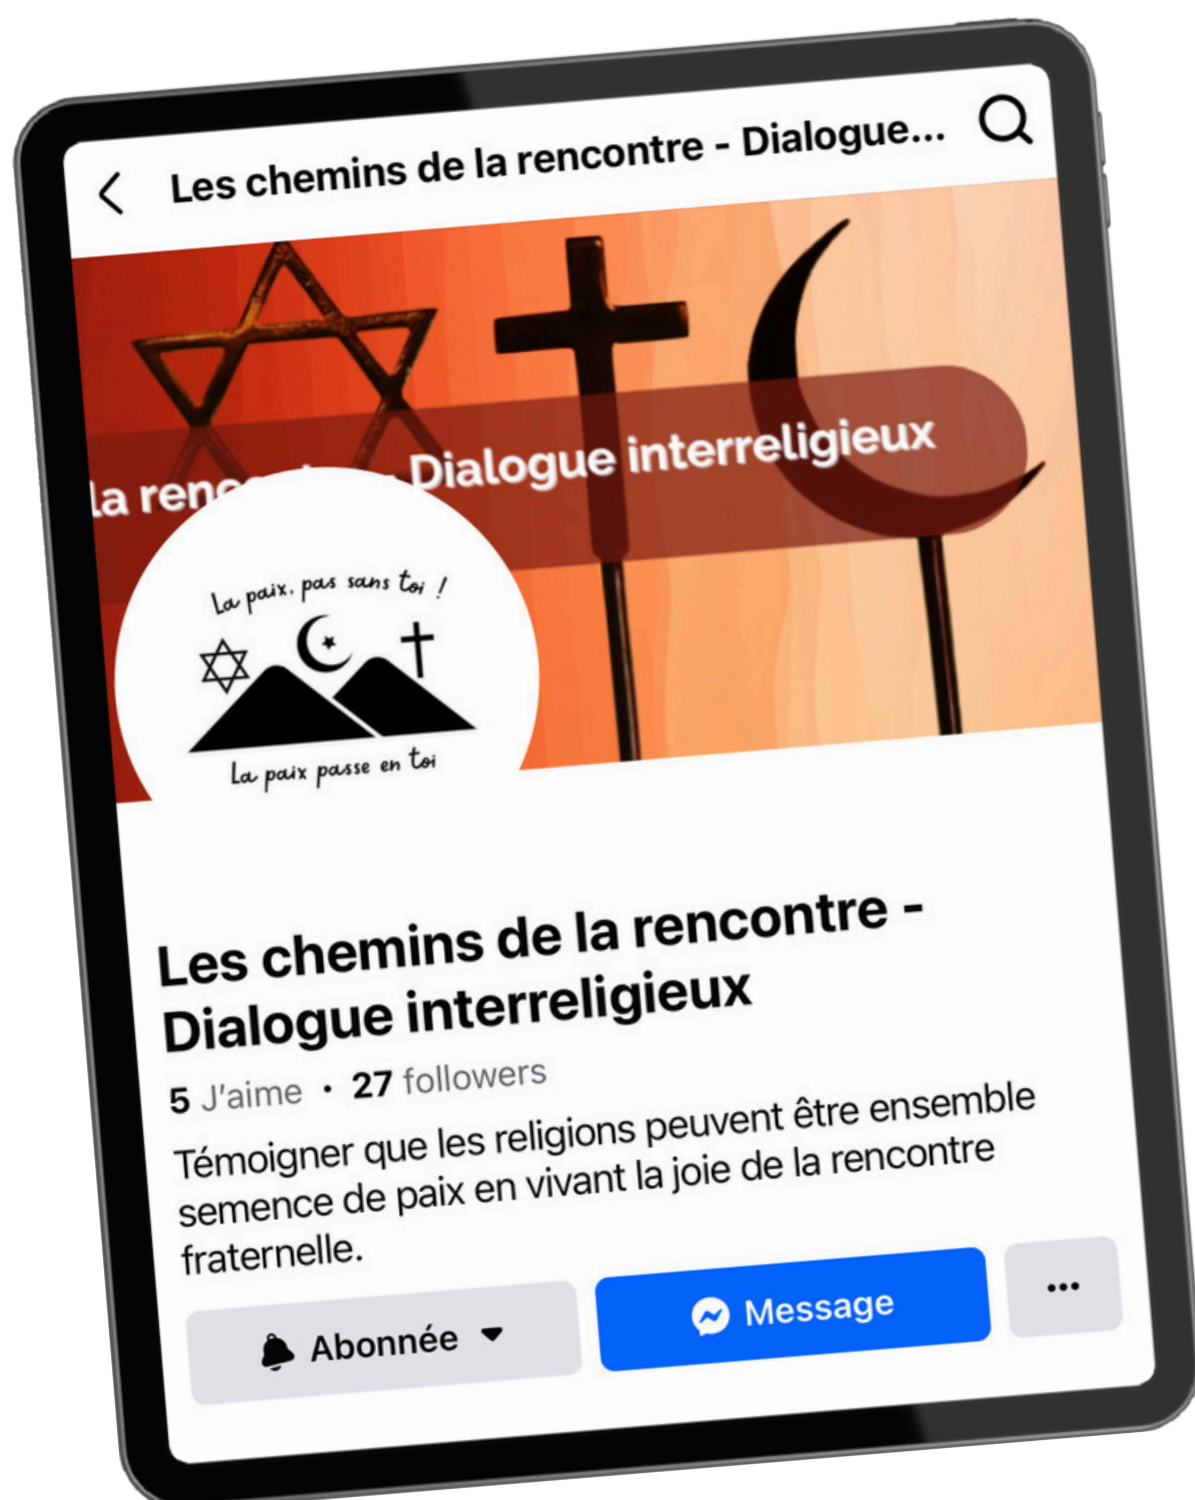 Les chemins de la rencontre - Dialogue...
la Dialogue interreligieux
La paix, pas sans toi !
La paix passe en toi
Les chemins de la rencontre -
Dialogue interreligieux
5 J'aime · 27 followers
Témoigner que les religions peuvent être ensemble
semence de paix en vivant la joie de la rencontre
fraternelle.
Abonnée
Message